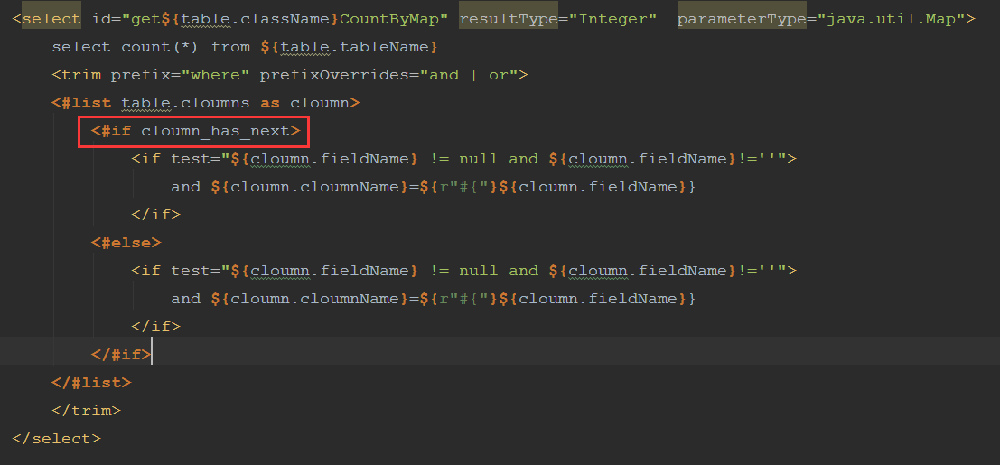 <select id="get${table.className}CountByMap" resultType="Integer"  parameterType="java.util.Map">
    select count(*) from ${table.tableName}
    <trim prefix="where" prefixOverrides="and | or">
    <#list table.cloumns as cloumn>
        <#if cloumn_has_next>
            <if test="${cloumn.fieldName} != null and ${cloumn.fieldName}!=''">
                and ${cloumn.cloumnName}=${r"#{"}${cloumn.fieldName}}
            </if>
        <#else>
            <if test="${cloumn.fieldName} != null and ${cloumn.fieldName}!=''">
                and ${cloumn.cloumnName}=${r"#{"}${cloumn.fieldName}}
            </if>
        </#if>
    </#list>
    </trim>
</select>